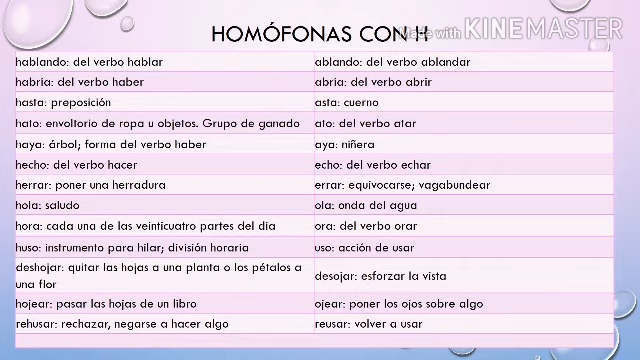 HOMÓFONAS CON H
Made with KINEMASTER
hablando: del verbo hablar
ablando: del verbo ablandar
habría: del verbo haber
abría: del verbo abrir
hasta: preposición
asta: cuerno
hato: envoltorio de ropa u objetos. Grupo de ganado
ato: del verbo atar
haya: árbol; forma del verbo haber
aya: niñera
hecho: del verbo hacer
echo: del verbo echar
herrar: poner una herradura
errar: equivocarse; vagabundear
hola: saludo
ola: onda del agua
hora: cada una de las veinticuatro partes del día
ora: del verbo orar
huso: instrumento para hilar; división horaria
uso: acción de usar
deshojar: quitar las hojas a una planta o los pétalos a
una flor
desojar: esforzar la vista
hojear: pasar las hojas de un libro
ojear: poner los ojos sobre algo
rehusar: rechazar, negarse a hacer algo
reusar: volver a usar